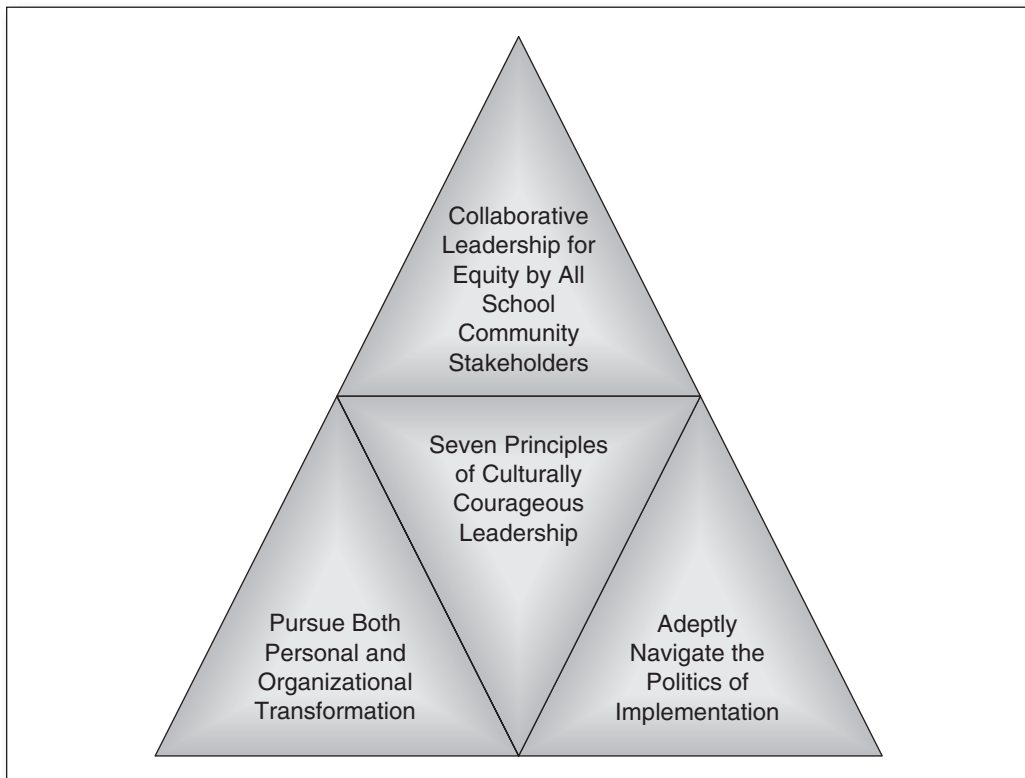 Collaborative
Leadership for
Equity by All
School
Community
Stakeholders
Seven Principles
of Culturally
Courageous
Leadership
Pursue Both
Personal and
Organizational
Transformation
Adeptly
Navigate the
Politics of
Implementation